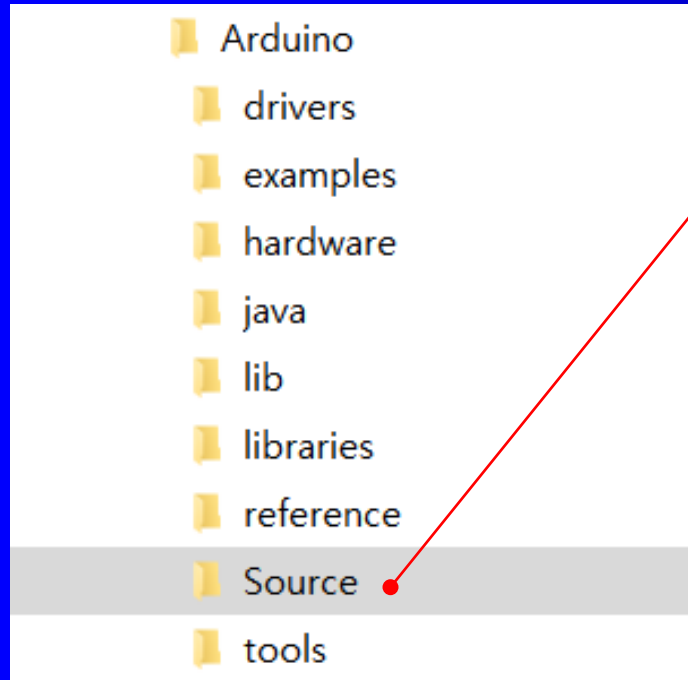 Arduino
drivers
examples
hardware
java
lib
libraries
reference
Source
tools